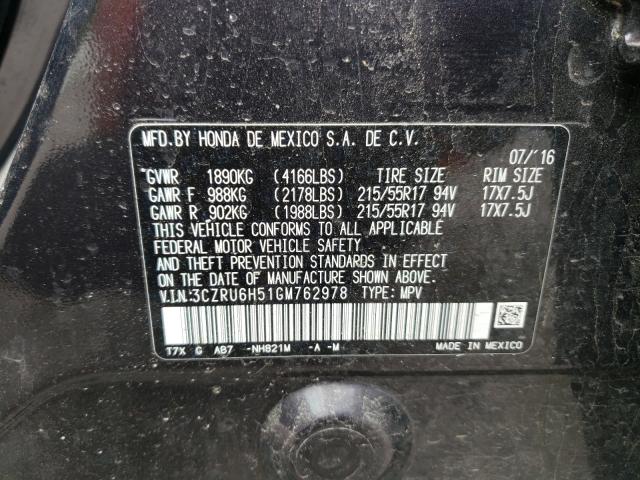 MFD.BY HONDA DE MEXICO S.A. DE C.V.
07/'16
GVWR 1890KG (4166LBS) TIRE SIZE RIM SIZE
GAWR F 988KG (2178LBS) 215/55R17 94V 17X7.5J
GAWR R 902KG (1988LBS) 215/55R17 94V 17X7.5J
THIS VEHICLE CONFORMS TO ALL APPLICABLE
FEDERAL MOTOR VEHICLE SAFETY
AND THEFT PREVENTION STANDARDS IN EFFECT
ON THE DATE OF MANUFACTURE SHOWN ABOVE.
V.I.N:3CZRU6H51GM762978 TYPE: MPV
T7X G AB7 -NH821M -A -M MADE IN MEXICO